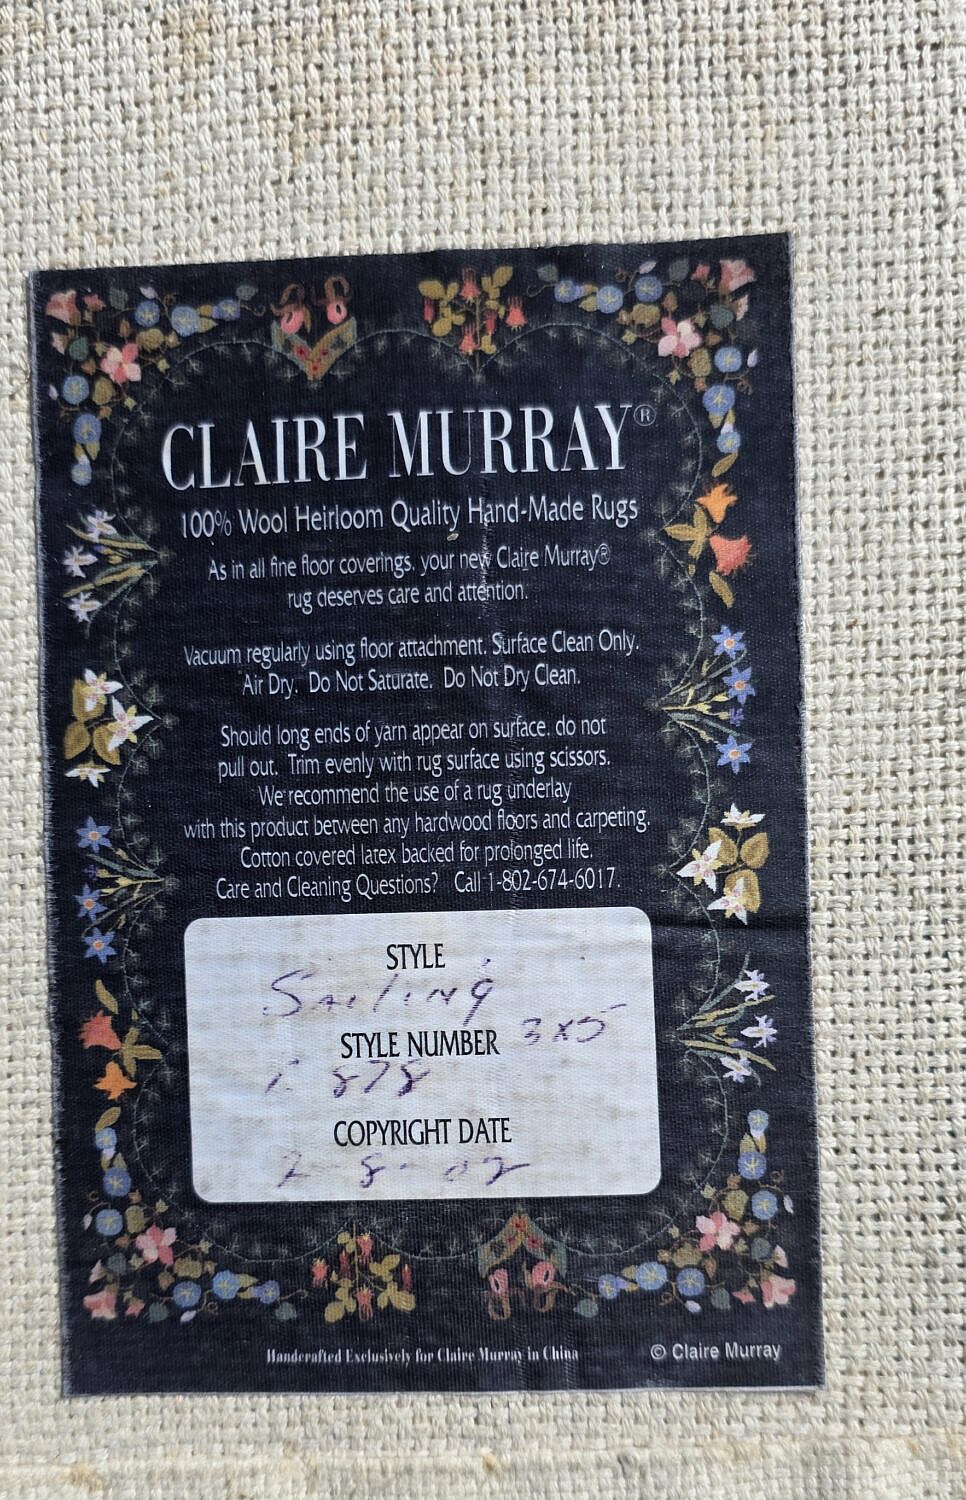 CLAIRE MURRAY®
100% Wool Heirloom Quality Hand-Made Rugs
As in all fine floor coverings, your new Claire Murray®
rug deserves care and attention.
Vacuum regularly using floor attachment. Surface Clean Only.
Air Dry. Do Not Saturate. Do Not Dry Clean.
Should long ends of yarn appear on surface, do not
pull out. Trim evenly with rug surface using scissors.
We recommend the use of a rug underlay
with this product between any hardwood floors and carpeting.
Cotton covered latex backed for prolonged life.
Care and Cleaning Questions? Call 1-802-674-6017.
STYLE
Sailing
STYLE NUMBER 3x5
878
COPYRIGHT DATE
2-8-02
Handcrafted Exclusively for Claire Murray in China
© Claire Murray